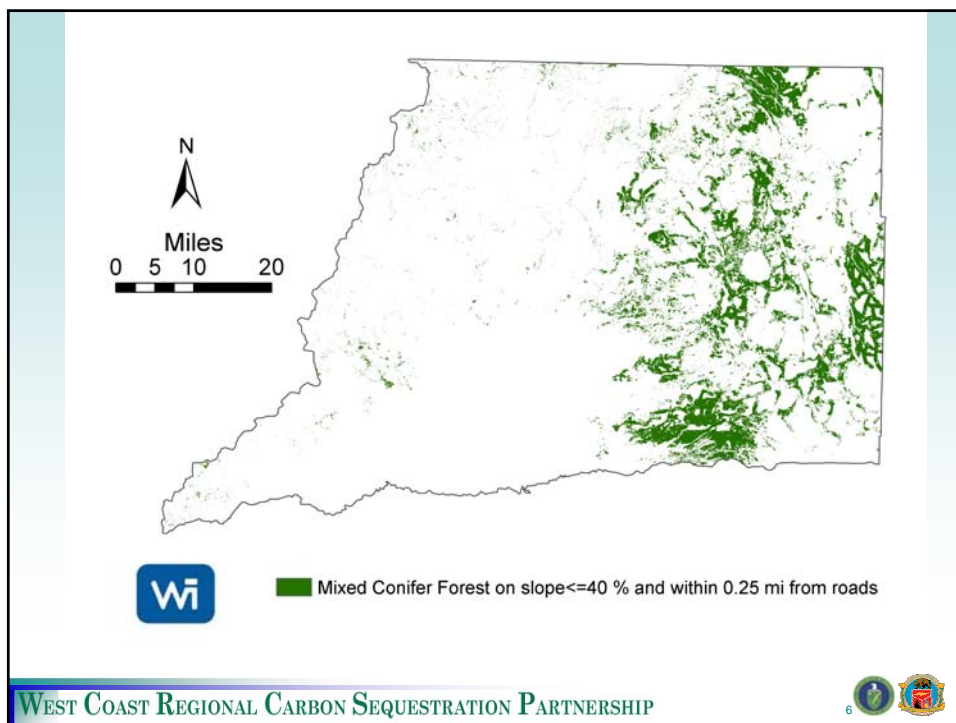 N
Miles
0 5 10 20
Wi
Mixed Conifer Forest on slope<=40 % and within 0.25 mi from roads
WEST COAST REGIONAL CARBON SEQUESTRATION PARTNERSHIP
6